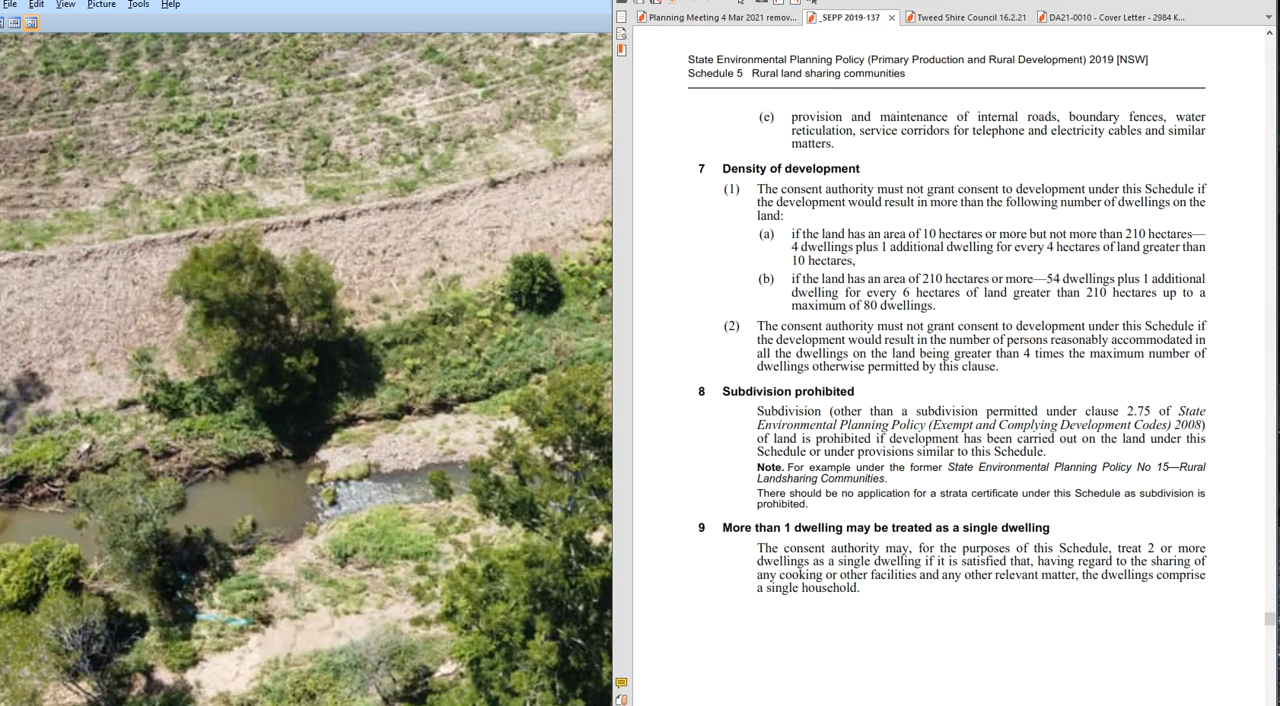 File Edit View Picture Tools Help
Planning Meeting 4 Mar 2021 remov... _SEPP 2019-137 Tweed Shire Council 16.2.21 DA21-0010 - Cover Letter - 2984 K...
State Environmental Planning Policy (Primary Production and Rural Development) 2019 [NSW]
Schedule 5 Rural land sharing communities
(e) provision and maintenance of internal roads, boundary fences, water
reticulation, service corridors for telephone and electricity cables and similar
matters.
7 Density of development
(1) The consent authority must not grant consent to development under this Schedule if
the development would result in more than the following number of dwellings on the
land:
(a) if the land has an area of 10 hectares or more but not more than 210 hectares—
4 dwellings plus 1 additional dwelling for every 4 hectares of land greater than
10 hectares,
(b) if the land has an area of 210 hectares or more—54 dwellings plus 1 additional
dwelling for every 6 hectares of land greater than 210 hectares up to a
maximum of 80 dwellings.
(2) The consent authority must not grant consent to development under this Schedule if
the development would result in the number of persons reasonably accommodated in
all the dwellings on the land being greater than 4 times the maximum number of
dwellings otherwise permitted by this clause.
8 Subdivision prohibited
Subdivision (other than a subdivision permitted under clause 2.75 of State
Environmental Planning Policy (Exempt and Complying Development Codes) 2008)
of land is prohibited if development has been carried out on the land under this
Schedule or under provisions similar to this Schedule.
Note. For example under the former State Environmental Planning Policy No 15—Rural
Landsharing Communities.
There should be no application for a strata certificate under this Schedule as subdivision is
prohibited.
9 More than 1 dwelling may be treated as a single dwelling
The consent authority may, for the purposes of this Schedule, treat 2 or more
dwellings as a single dwelling if it is satisfied that, having regard to the sharing of
any cooking or other facilities and any other relevant matter, the dwellings comprise
a single household.